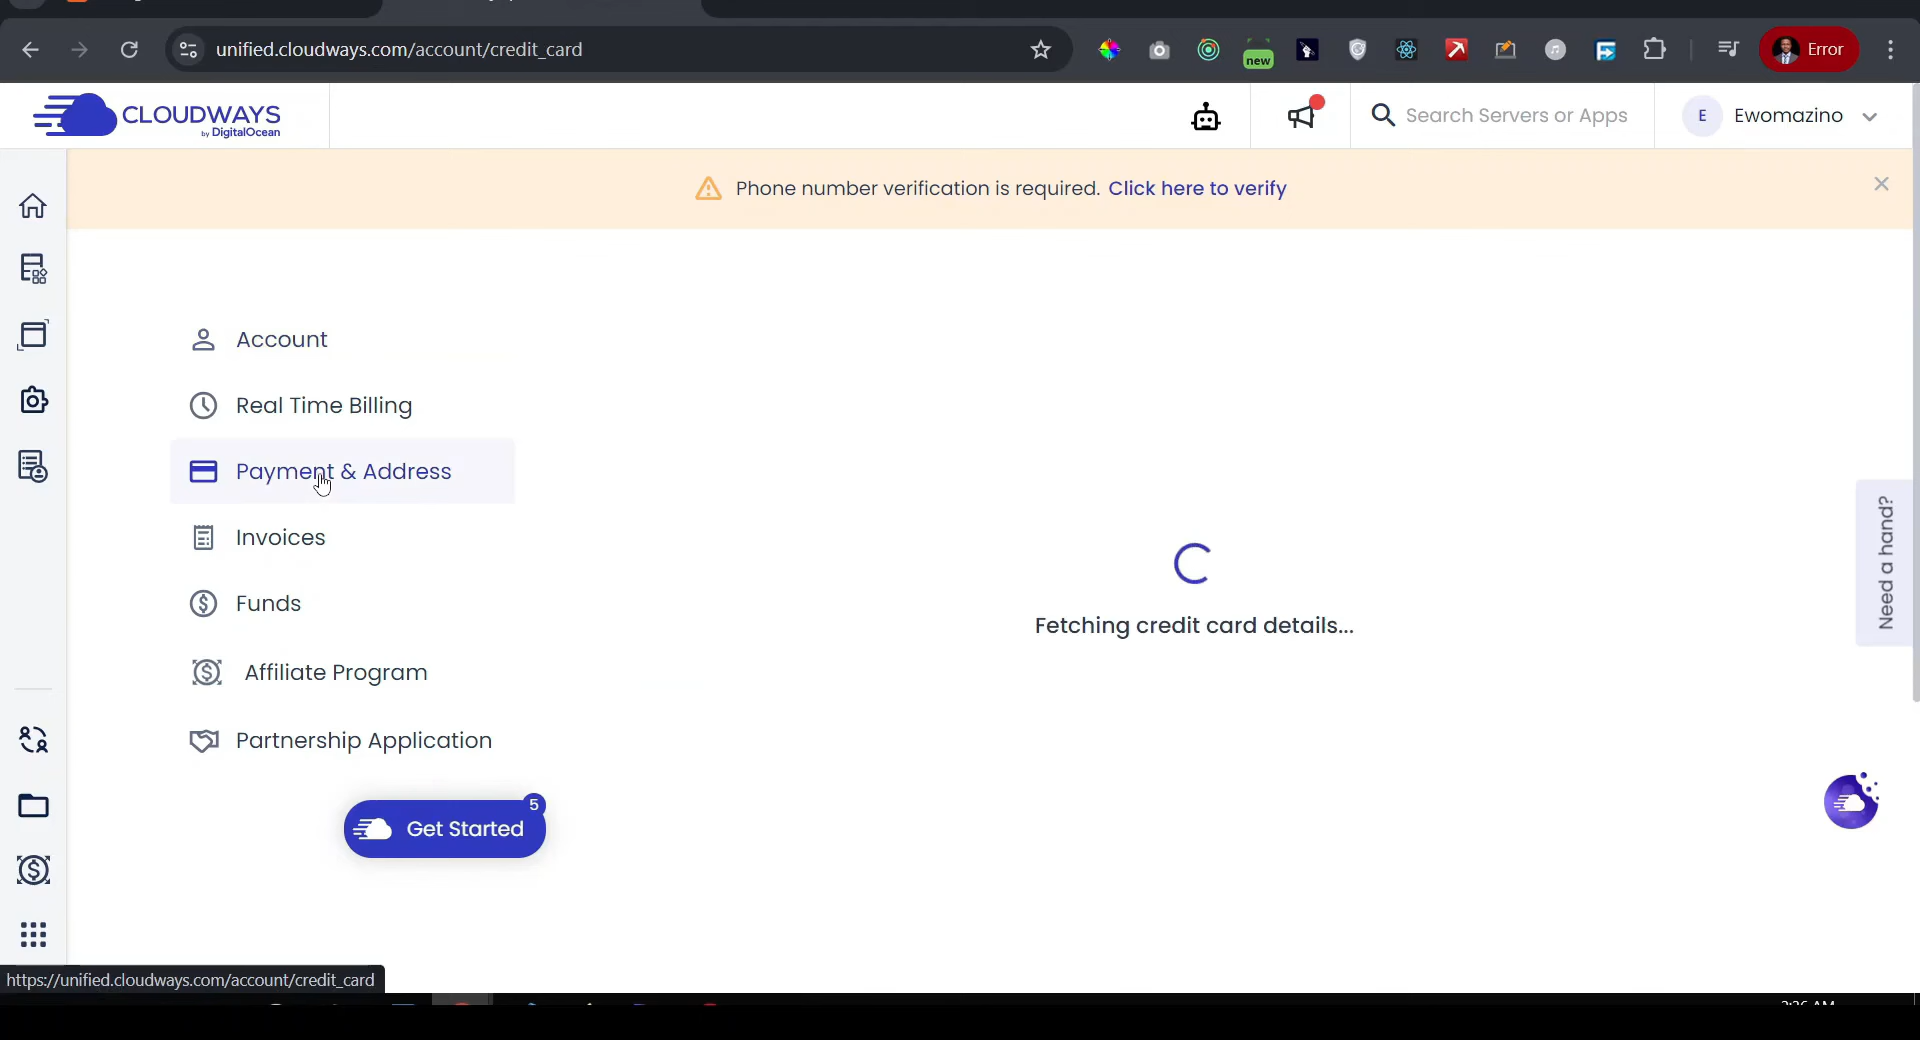 unified.cloudways.com/account/credit_card
new
Error
CLOUDWAYS
by DigitalOcean
Search Servers or Apps
E
Ewomazino
Phone number verification is required. Click here to verify
Account
Real Time Billing
Payment & Address
Invoices
Funds
Affiliate Program
Partnership Application
5
Get Started
Fetching credit card details...
Need a hand?
https://unified.cloudways.com/account/credit_card